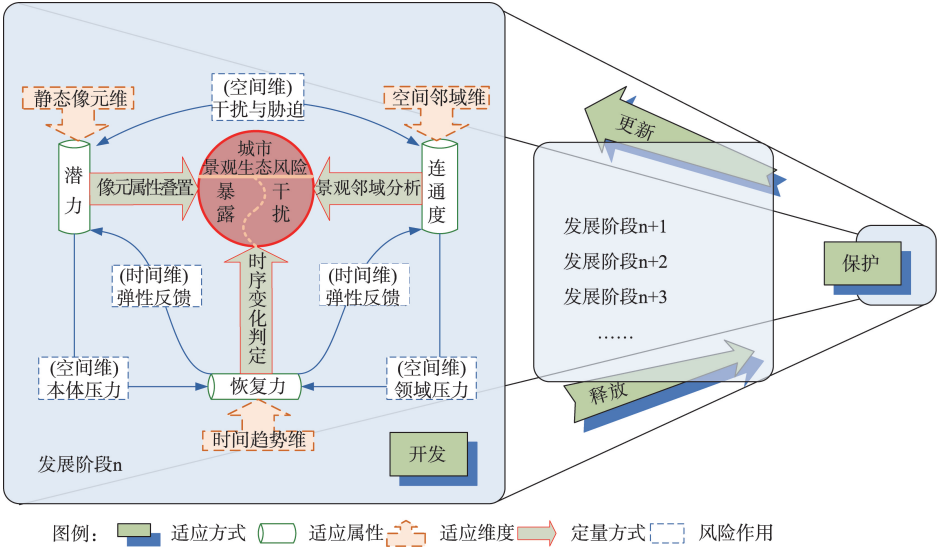 (空间维)
干扰与胁迫
静态像元维
空间邻域维
潜力
像元属性叠置
城市
景观生态风险
暴露
干扰
景观邻域分析
连通度
(时间维)
弹性反馈
时序变化判定
(时间维)
弹性反馈
(空间维)
本体压力
恢复力
(空间维)
领域压力
时间趋势维
发展阶段n
开发
更新
发展阶段n+1
发展阶段n+2
发展阶段n+3
……
释放
保护
图例：
适应方式
适应属性
适应维度
定量方式
风险作用